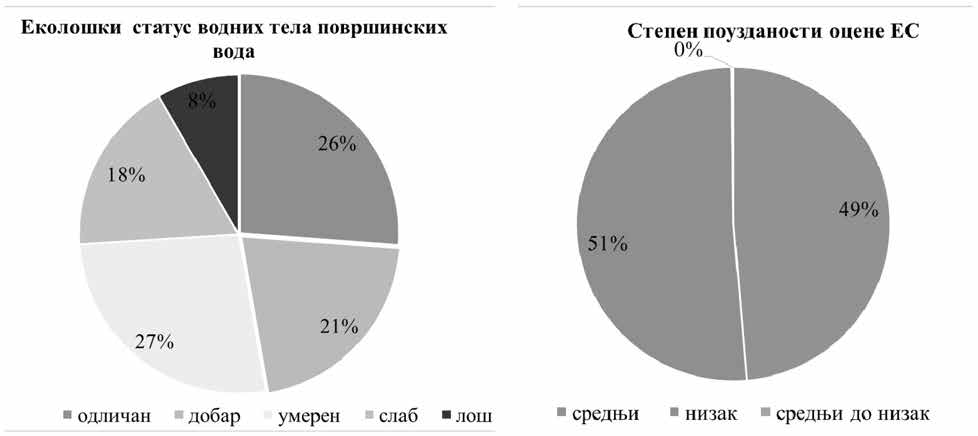 Еколошки статус водних тела површинских
вода
8%
26%
18%
21%
27%
одличан добар умерен слаб лош
Степен поузданости оцене ЕС
0%
49%
51%
средњи низак средњи до низак